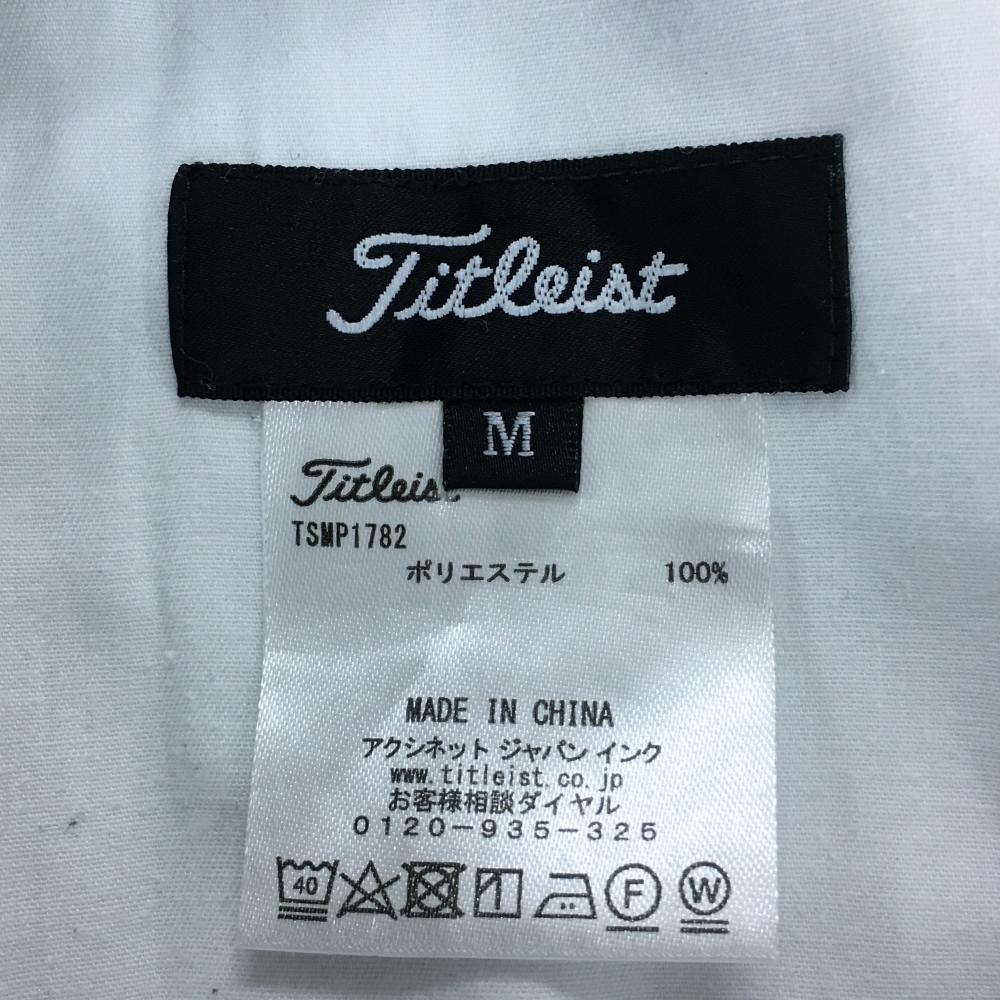 Titleist
M
Titleist
TSMP1782
ポリエステル 100%
MADE IN CHINA
アクシネット ジャパン インク
www.titleist.co.jp
お客様相談ダイヤル
0120-935-325
40 F W